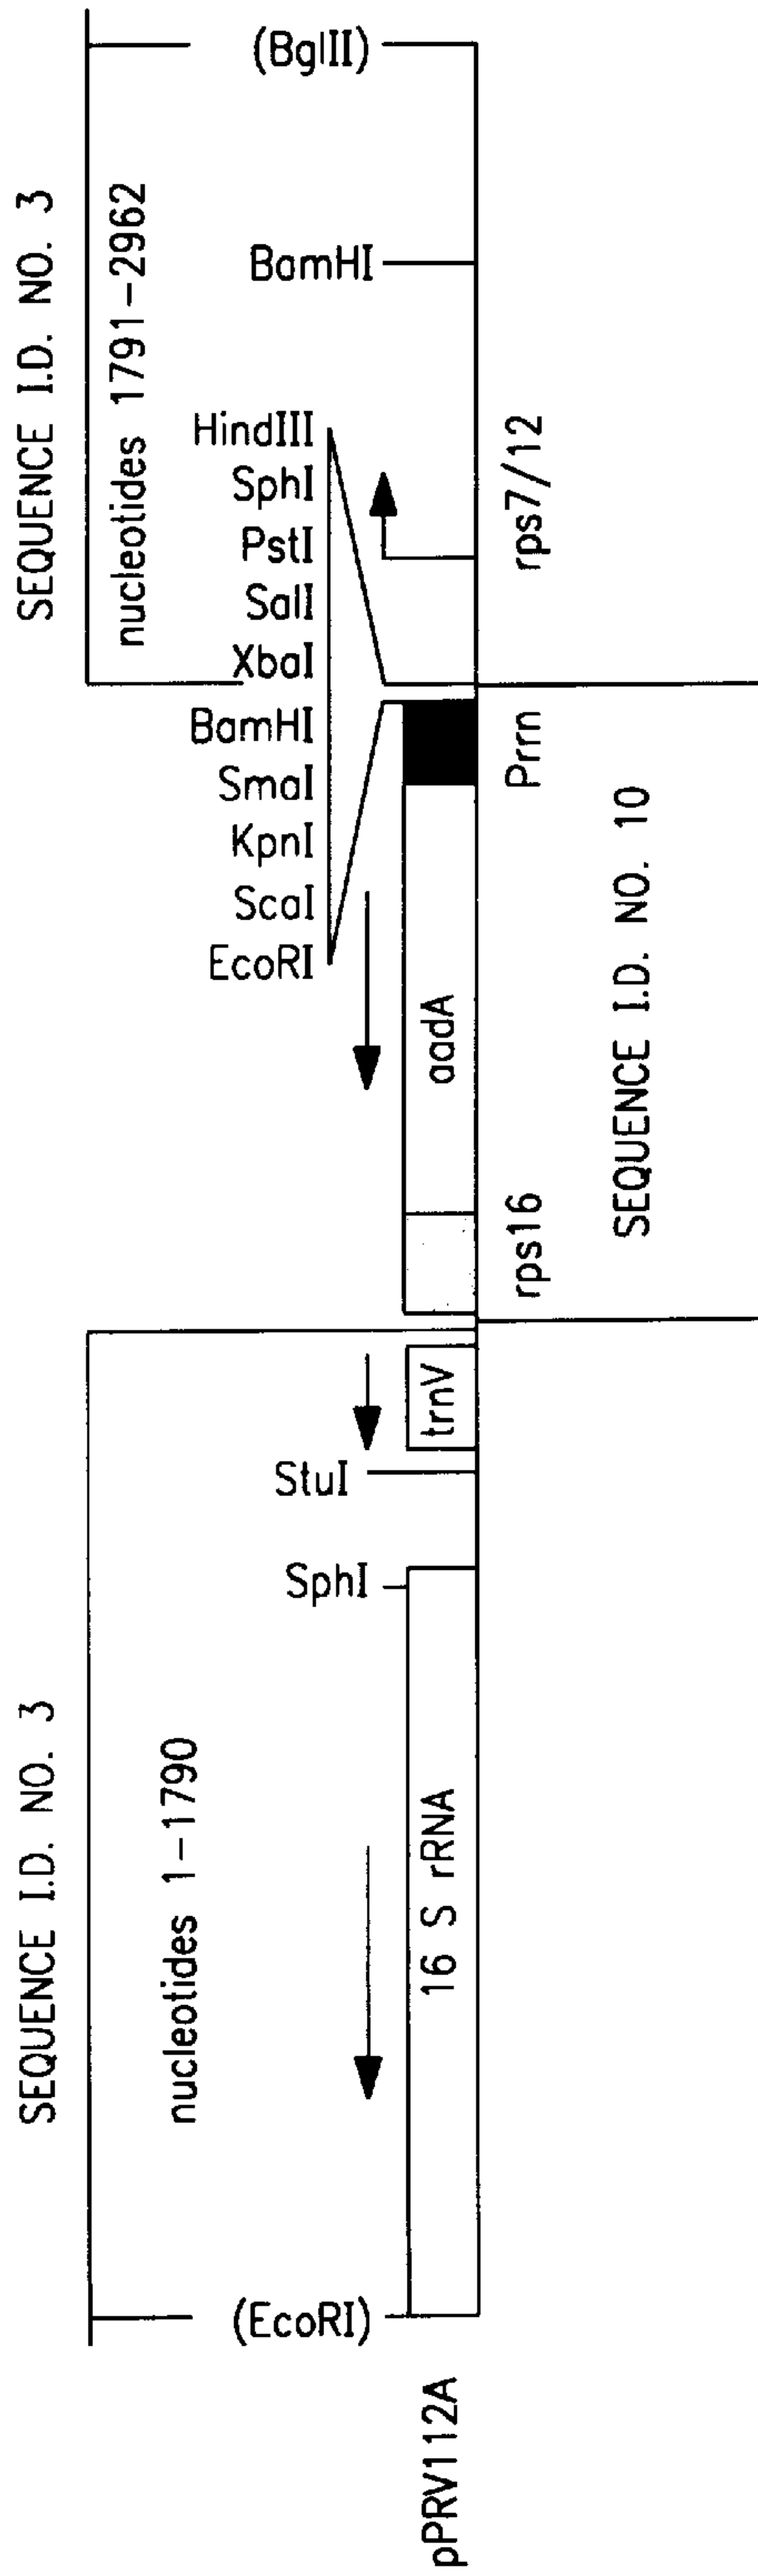 SEQUENCE I.D. NO. 3
nucleotides 1791-2962
(BglII)
BamHI
HindIII
SphI
PstI
SalI
XbaI
BamHI
SmaI
KpnI
ScaI
EcoRI
rps7/12
Prrn
aadA
rps16
SEQUENCE I.D. NO. 10
trnV
StuI
SphI
SEQUENCE I.D. NO. 3
nucleotides 1-1790
16 S rRNA
(EcoRI)
pPRV112A